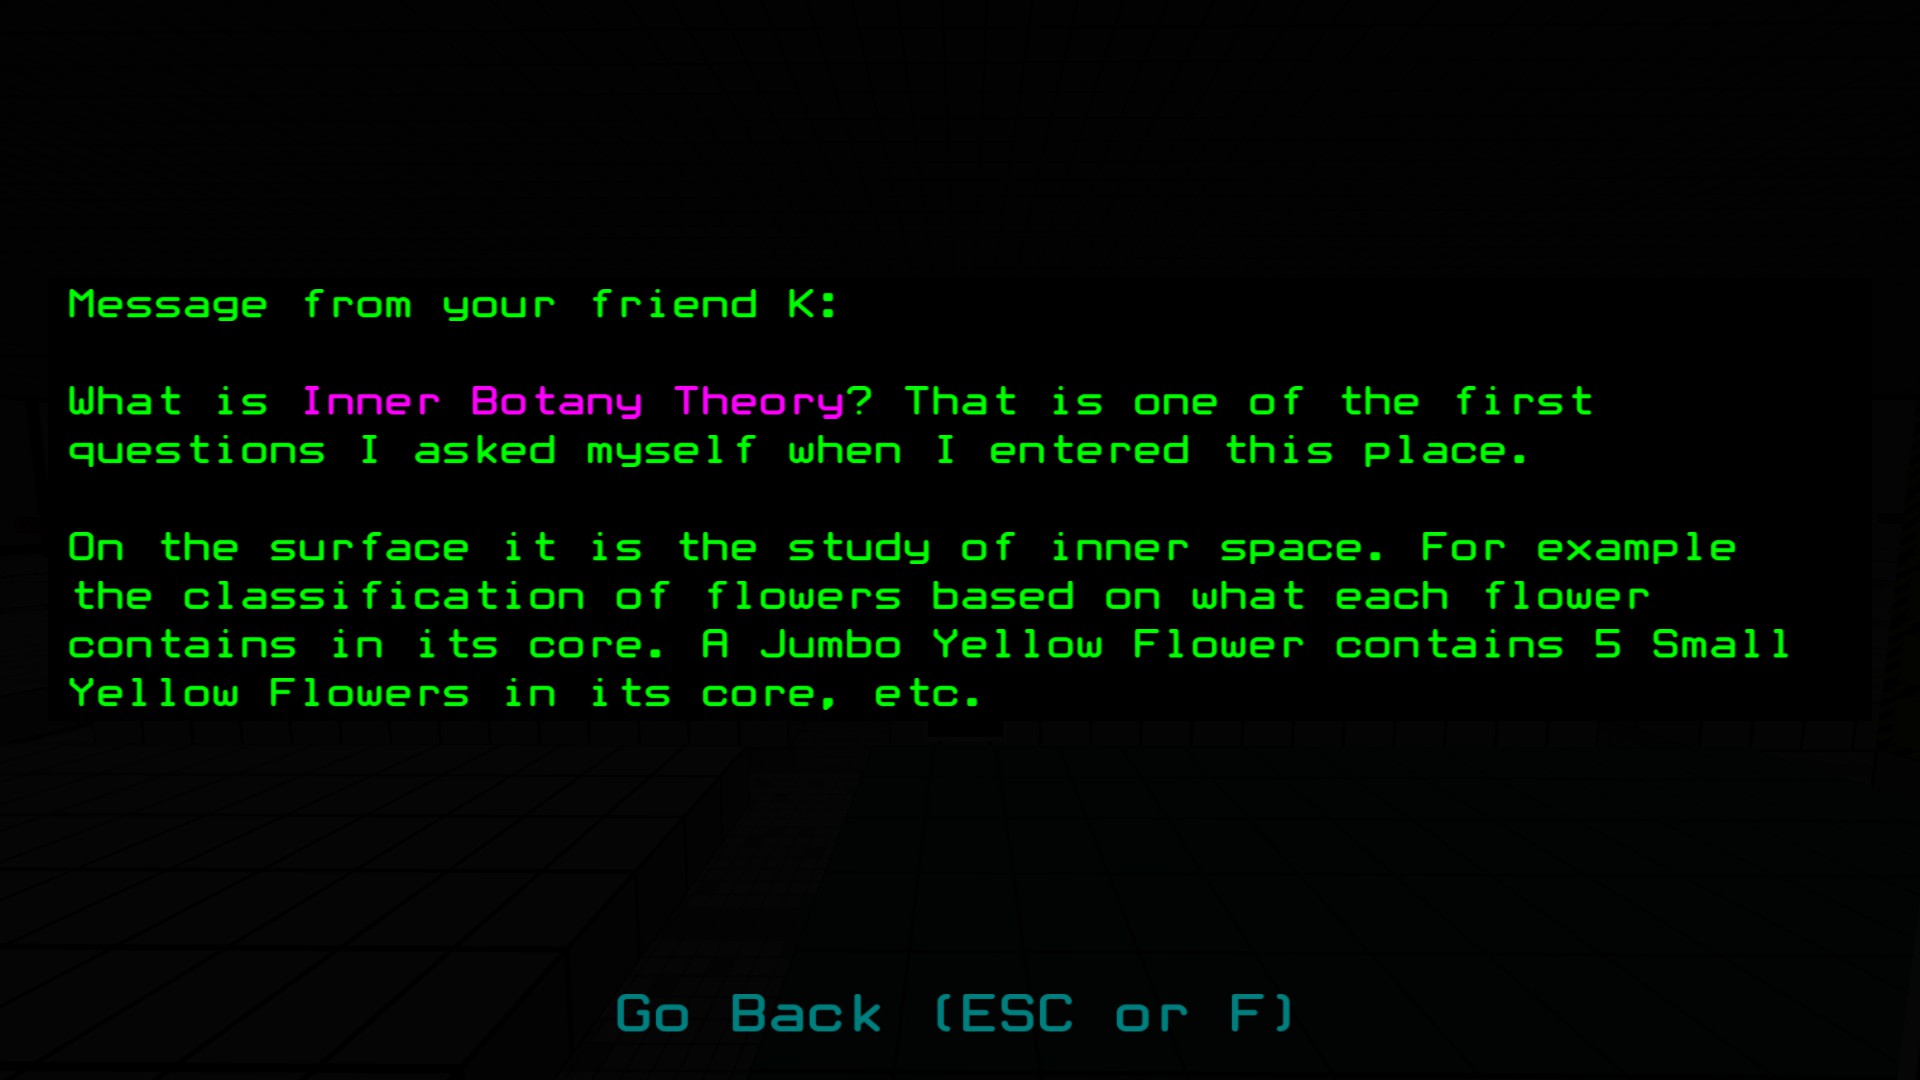 Message from your friend K:
What is Inner Botany Theory? That is one of the first
questions I asked myself when I entered this place.
On the surface it is the study of inner space. For example
the classification of flowers based on what each flower
contains in its core. A Jumbo Yellow Flower contains 5 Small
Yellow Flowers in its core, etc.
Go Back (ESC or F)